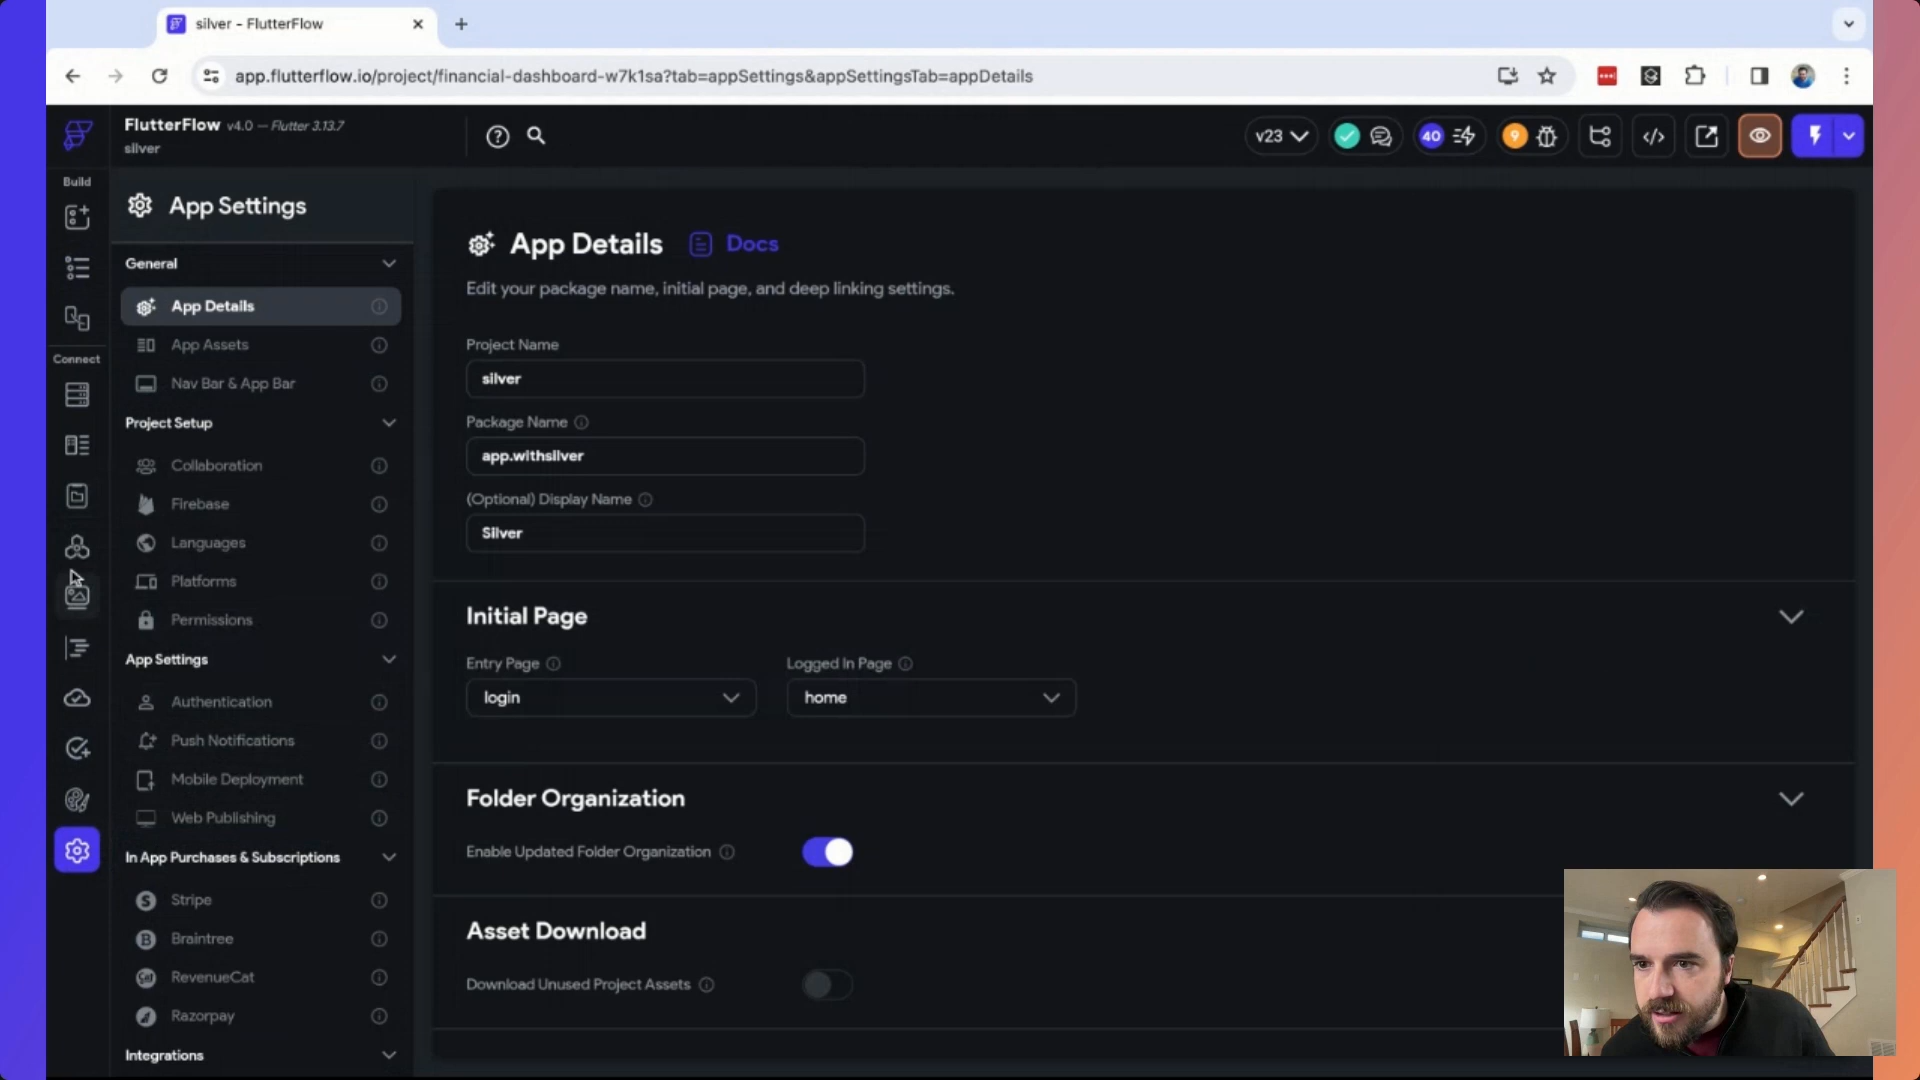 silver - FlutterFlow
app.flutterflow.io/project/financial-dashboard-w7k1sa?tab=appSettings&appSettingsTab=appDetails
FlutterFlow v4.0 — Flutter 3.13.7
silver
v23
40
9
Build
Connect
App Settings
General
App Details
App Assets
Nav Bar & App Bar
Project Setup
Collaboration
Firebase
Languages
Platforms
Permissions
App Settings
Authentication
Push Notifications
Mobile Deployment
Web Publishing
In App Purchases & Subscriptions
Stripe
Braintree
RevenueCat
Razorpay
Integrations
App Details Docs
Edit your package name, initial page, and deep linking settings.
Project Name
silver
Package Name
app.withsilver
(Optional) Display Name
Silver
Initial Page
Entry Page
login
Logged In Page
home
Folder Organization
Enable Updated Folder Organization
Asset Download
Download Unused Project Assets